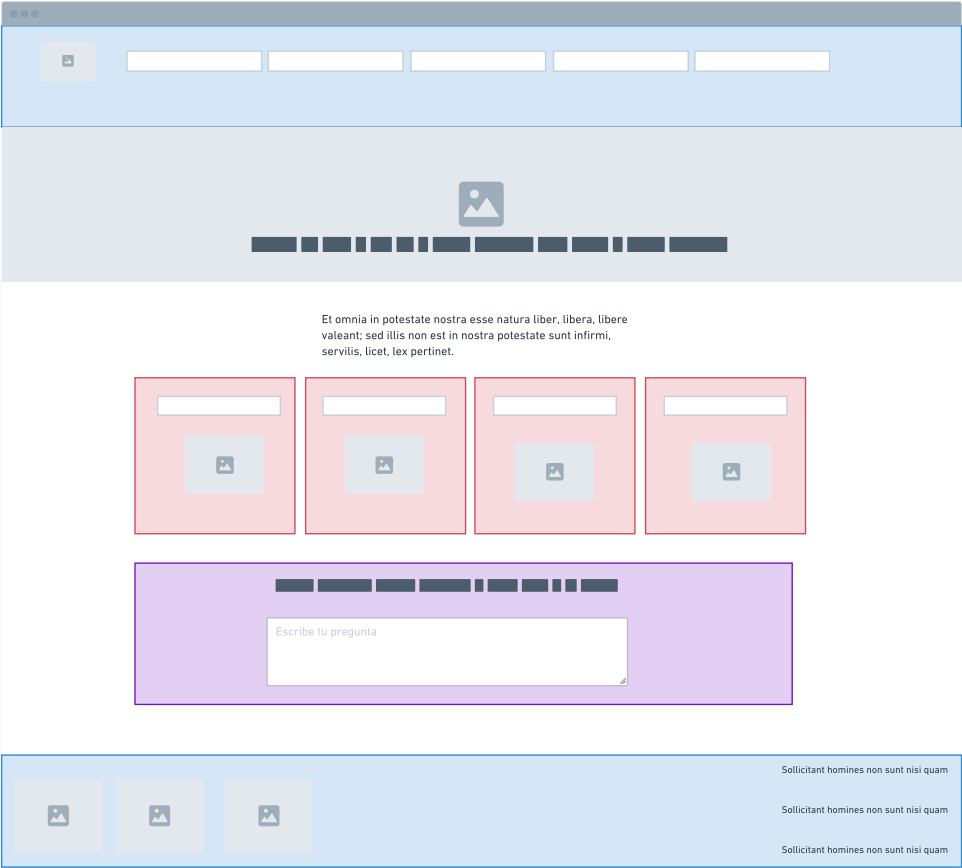 Et omnia in potestate nostra esse natura liber, libera, libere
valeant; sed illis non est in nostra potestate sunt infirmi,
servilis, licet, lex pertinet.
Escribe tu pregunta
Sollicitant homines non sunt nisi quam
Sollicitant homines non sunt nisi quam
Sollicitant homines non sunt nisi quam